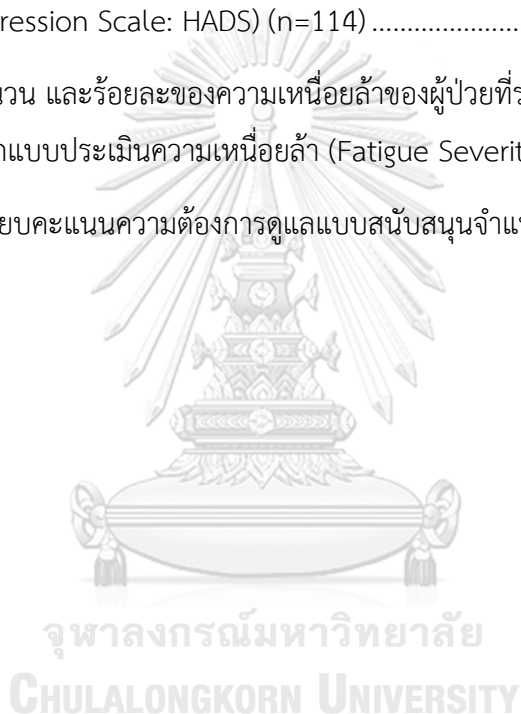 ression Scale: HADS) (n=114) ......................
นวน และร้อยละของความเหนื่อยล้าของผู้ป่วยที่ร
แบบประเมินความเหนื่อยล้า (Fatigue Severit
ยบคะแนนความต้องการดูแลแบบสนับสนุนจำแ
จุฬาลงกรณ์มหาวิทยาลัย
CHULALONGKORN UNIVERSITY